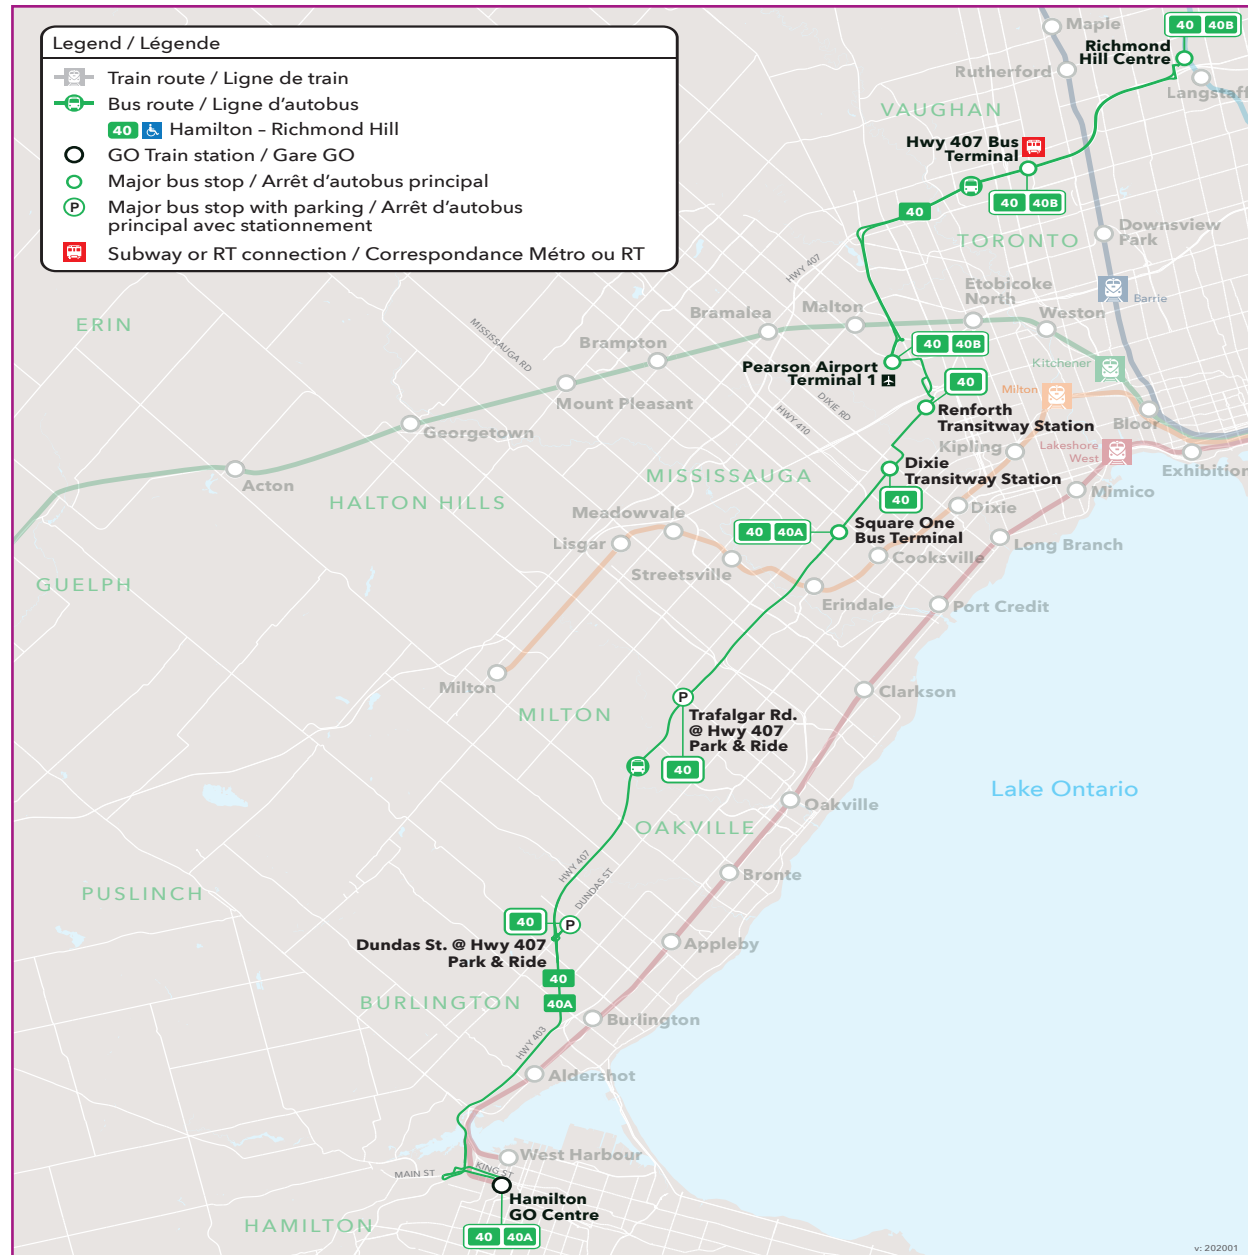 Legend / Légende
Train route / Ligne de train
Bus route / Ligne d’autobus
40 Hamilton – Richmond Hill
GO Train station / Gare GO
Major bus stop / Arrêt d’autobus principal
P Major bus stop with parking / Arrêt d’autobus
principal avec stationnement
Subway or RT connection / Correspondance Métro ou RT
40 40B
Maple
Richmond
Hill Centre
Rutherford
Langstaff
VAUGHAN
Hwy 407 Bus
Terminal
40 40B
40
Downsview
Park
TORONTO
HWY 407
Etobicoke
North
Barrie
Malton
Weston
Bramalea
ERIN
MISSISSAUGA RD
Brampton
40 40B
Kitchener
Pearson Airport
Terminal 1
40
Milton
Mount Pleasant
DIXIE RD
HWY 410
Renforth
Transitway Station
Bloor
Georgetown
Kipling
Lakeshore
West
Exhibition
Dixie
Transitway Station
MISSISSAUGA
Acton
Mimico
HALTON HILLS
40
Dixie
Meadowvale
40 40A
Square One
Bus Terminal
Lisgar
Long Branch
Cooksville
Streetsville
GUELPH
Erindale
Port Credit
Milton
Clarkson
P
MILTON
Trafalgar Rd.
@ Hwy 407
Park & Ride
40
Lake Ontario
Oakville
OAKVILLE
HWY 407
DUNDAS ST
Bronte
PUSLINCH
40
P
Dundas St. @ Hwy 407
Park & Ride
Appleby
40
BURLINGTON
40A
Burlington
HWY 403
Aldershot
West Harbour
MAIN ST
KING ST
Hamilton
GO Centre
HAMILTON
40 40A
v: 202001